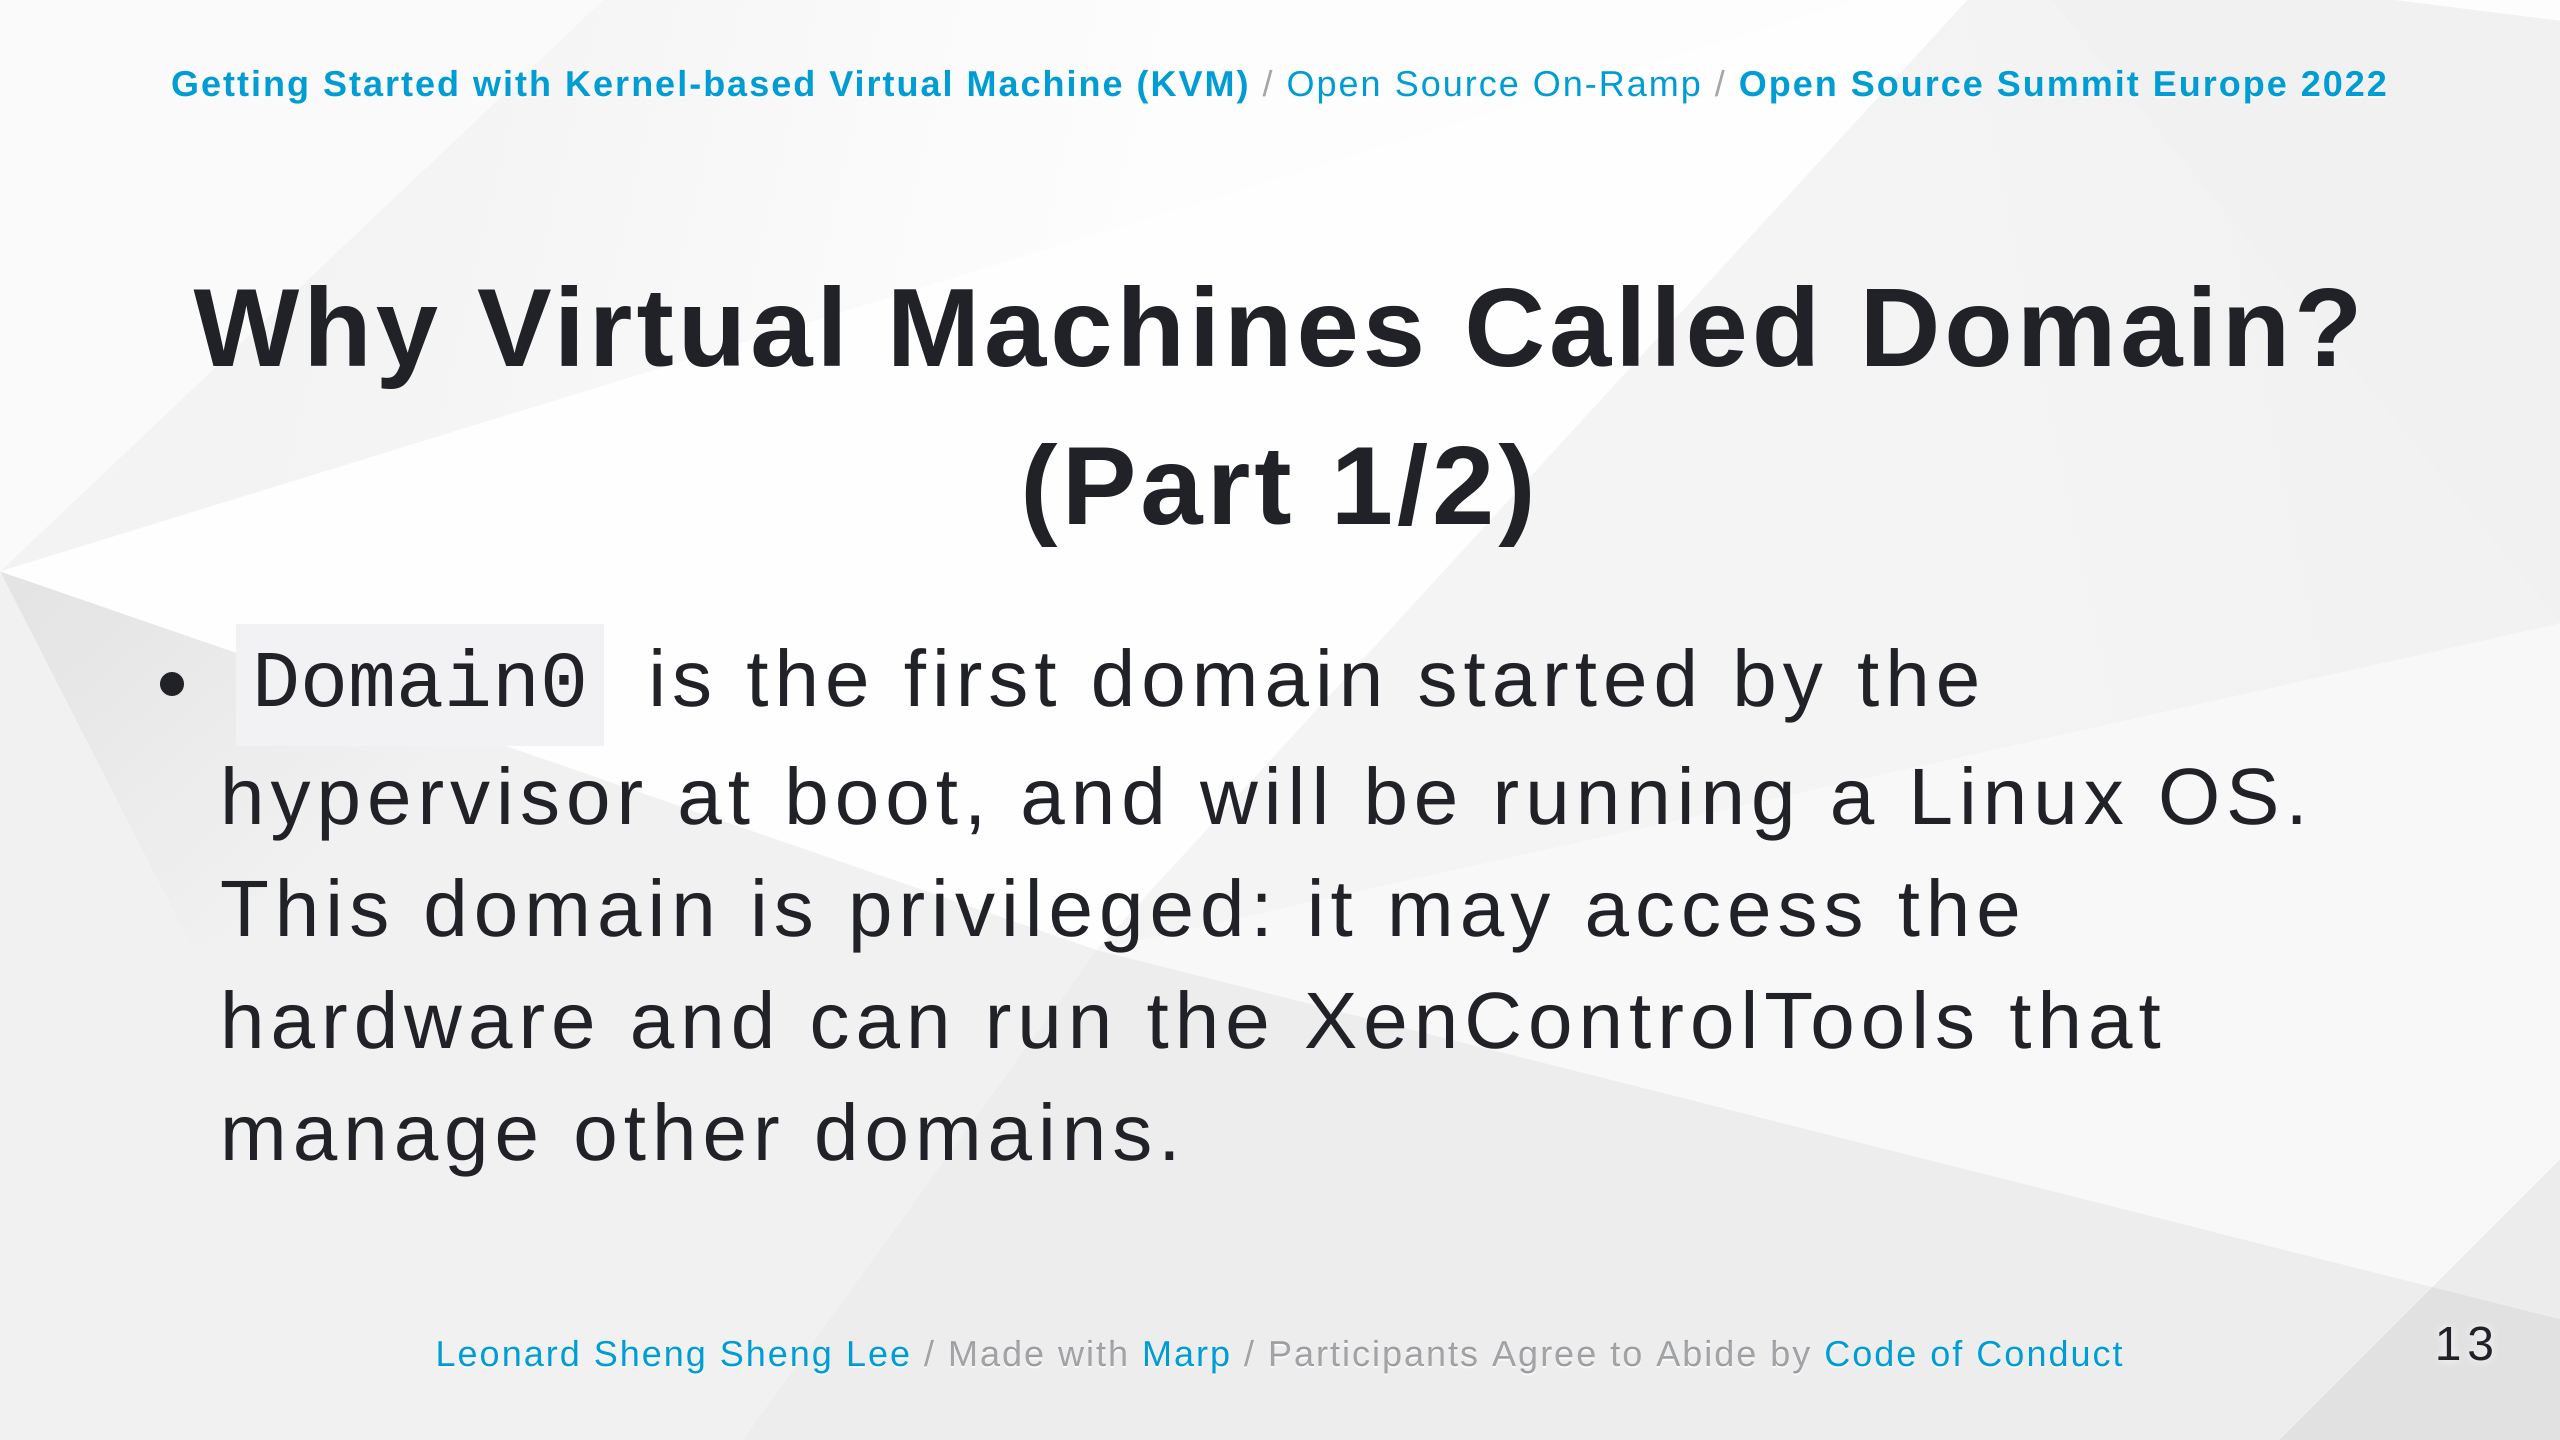 Getting Started with Kernel-based Virtual Machine (KVM) / Open Source On-Ramp / Open Source Summit Europe 2022
Why Virtual Machines Called Domain?
(Part 1/2)
• Domain0 is the first domain started by the
hypervisor at boot, and will be running a Linux OS.
This domain is privileged: it may access the
hardware and can run the XenControlTools that
manage other domains.
Leonard Sheng Sheng Lee / Made with Marp / Participants Agree to Abide by Code of Conduct
13